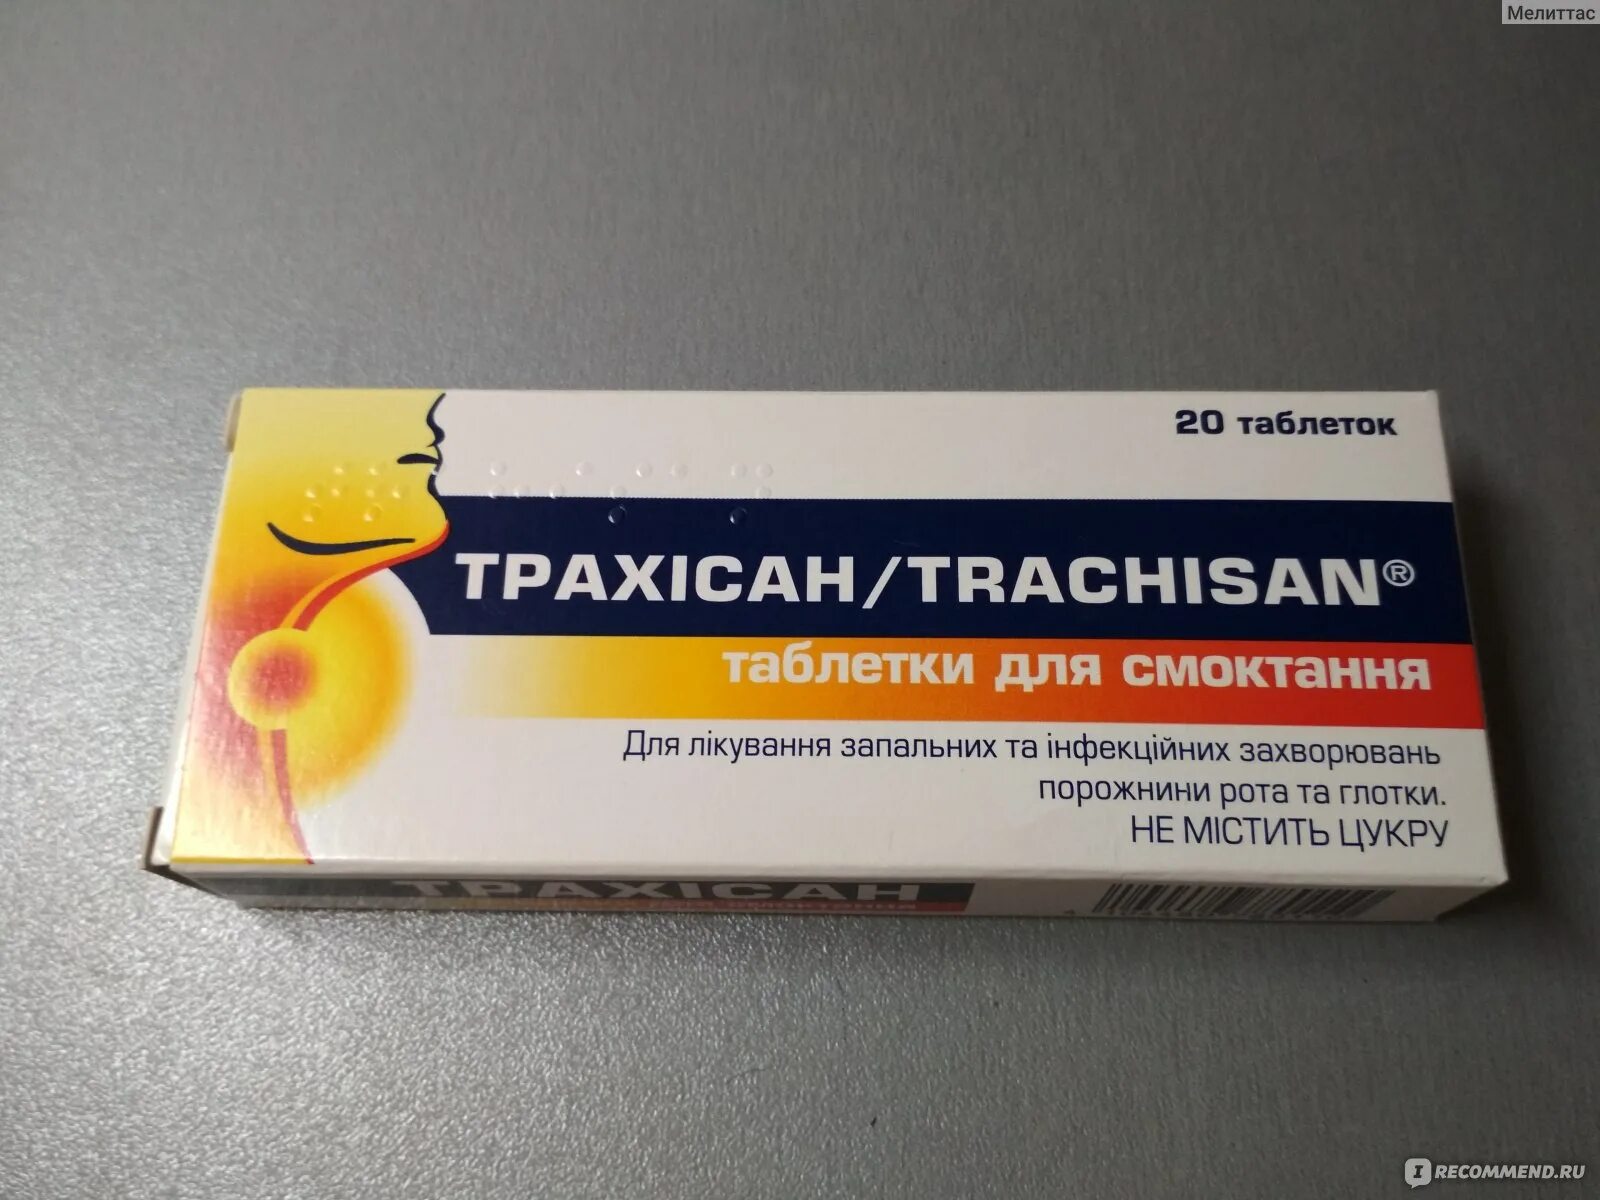 Мелиттас
20 таблеток
ТРАХІСАН/TRACHISAN®
таблетки для смоктання
Для лікування запальних та інфекційних захворювань
порожнини рота та глотки.
НЕ МІСТИТЬ ЦУКРУ
ТРАХІСАН
I RECOMMEND.RU